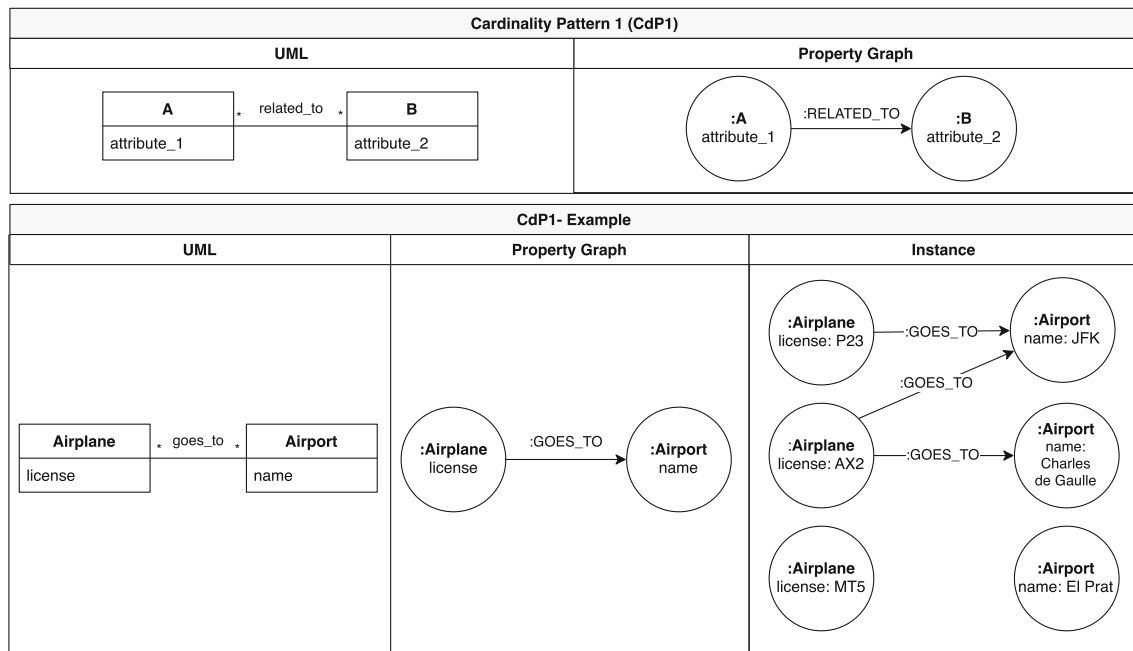 Cardinality Pattern 1 (CdP1)
UML
Property Graph
A
attribute_1
* related_to *
B
attribute_2
:A
attribute_1
:RELATED_TO
:B
attribute_2
CdP1- Example
UML
Property Graph
Instance
Airplane
license
* goes_to *
Airport
name
:Airplane
license
:GOES_TO
:Airport
name
:Airplane
license: P23
:GOES_TO
:Airport
name: JFK
:GOES_TO
:Airplane
license: AX2
:GOES_TO
:Airport
name:
Charles
de Gaulle
:Airplane
license: MT5
:Airport
name: El Prat